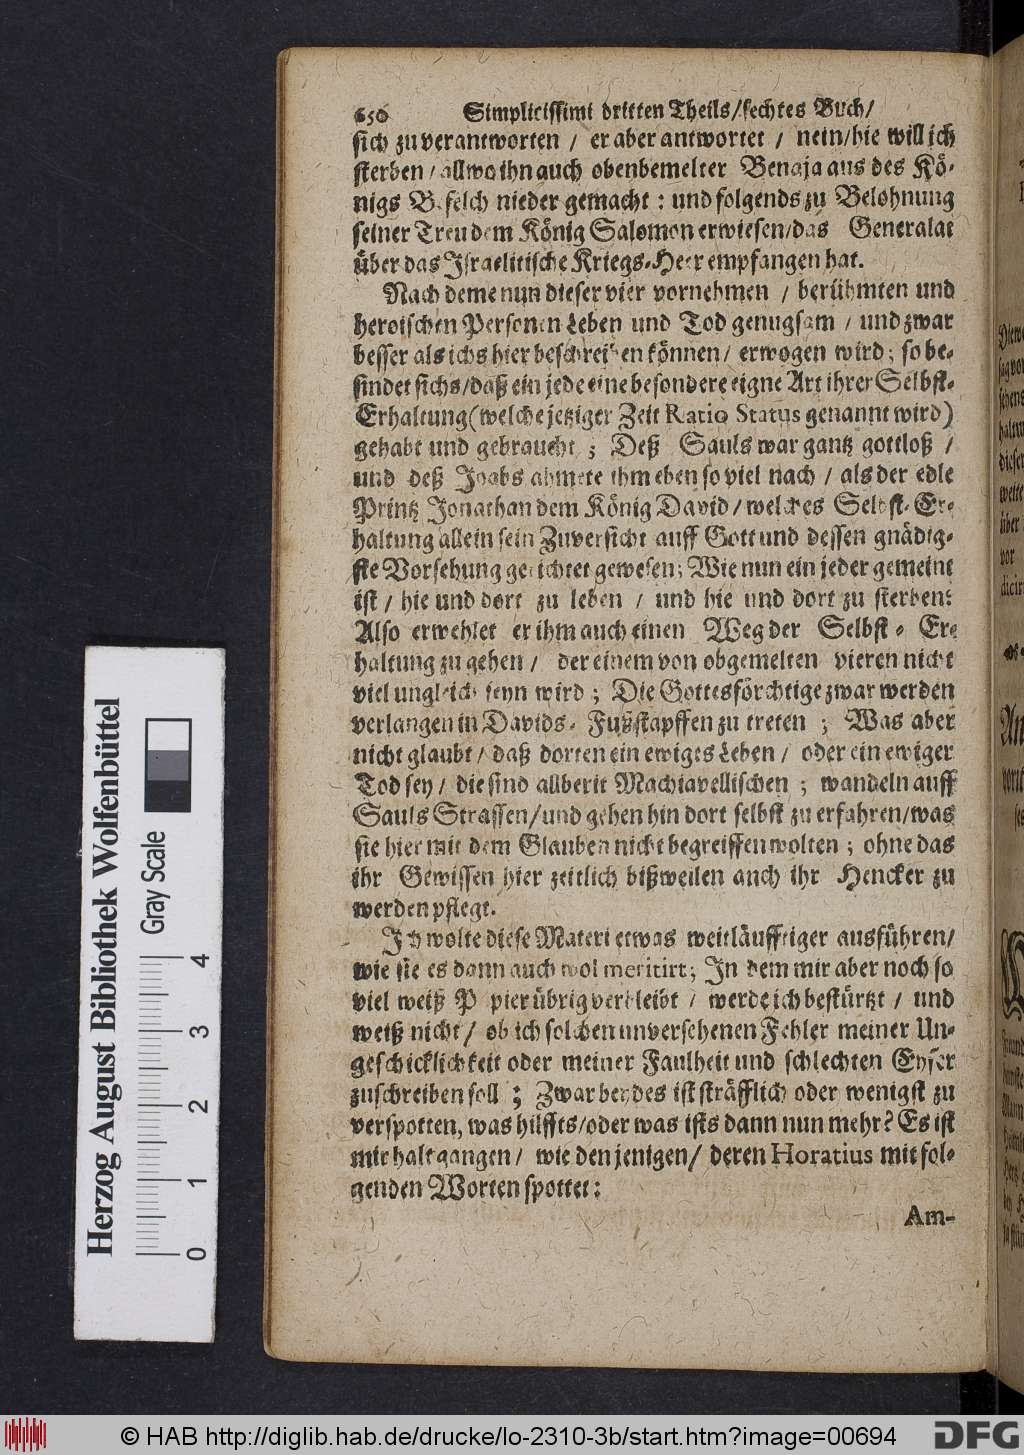 650 Simplicissimi dritten Theils/sechtes Buch/
sich zu verantworten / er aber antwortet / nein/hie will ich
sterben / allwo ihn auch obenbemelter Benaja aus des Kö-
nigs Befelch nieder gemacht : und folgends zu Belohnung
seiner Treu dem König Salomon erwiesen/das Generalat
über das Israelitische Kriegs-Heer empfangen hat.
Nach deme nun dieser vier vornehmen / berühmten und
heroischen Personen Leben und Tod genugsam / und zwar
besser als ichs hier beschreiben können / erwogen wird; so be-
findet sichs/daß ein jede eine besondere eigne Art ihrer Selbst-
Erhaltung (welche jetziger Zeit Ratio Status genannt wird)
gehabt und gebraucht ; Deß Sauls war gantz gottloß /
und deß Joabs ahmete ihm eben so viel nach / als der edle
Printz Jonathan dem König David / welches Selbst-Er-
haltung allein sein Zuversicht auff Gott und dessen gnädig-
ste Vorsehung gerichtet gewesen; Wie nun ein jeder gemeint
ist / hie und dort zu leben / und hie und dort zu sterben:
Also erwehlet er ihm auch einen Weg der Selbst - Er-
haltung zu gehen / der einem von obgemelten vieren nicht
viel ungleich seyn wird ; Die Gottesförchtige zwar werden
verlangen in Davids- Fußstapffen zu treten ; Was aber
nicht glaubt / daß dorten ein ewiges Leben / oder ein ewiger
Tod sey / die sind allberit Machiavellischen ; wandeln auff
Sauls Strassen/und gehen hin dort selbst zu erfahren/was
sie hier mit dem Glauben nicht begreiffen wolten ; ohne das
ihr Gewissen hier zeitlich bißweilen auch ihr Hencker zu
werden pflegt.
Ich wolte diese Materi etwas weitläufftiger ausführen/
wie sie es dann auch wol meritirt; In dem mir aber noch so
viel weiß Pappier übrig verbleibt / werde ich bestürtzt / und
weiß nicht / ob ich solchen unversehenen Fehler meiner Un-
geschicklichkeit oder meiner Faulheit und schlechten Eyfer
zuschreiben soll ; Zwar beydes ist sträfflich oder wenigst zu
verspotten, was hilffts/oder was ists dann nun mehr? Es ist
mir halt gangen / wie den jenigen / deren Horatius mit fol-
genden Worten spottet:
Am-
Herzog August Bibliothek Wolfenbüttel
Gray Scale
0 1 2 3 4
© HAB http://diglib.hab.de/drucke/lo-2310-3b/start.htm?image=00694
DFG